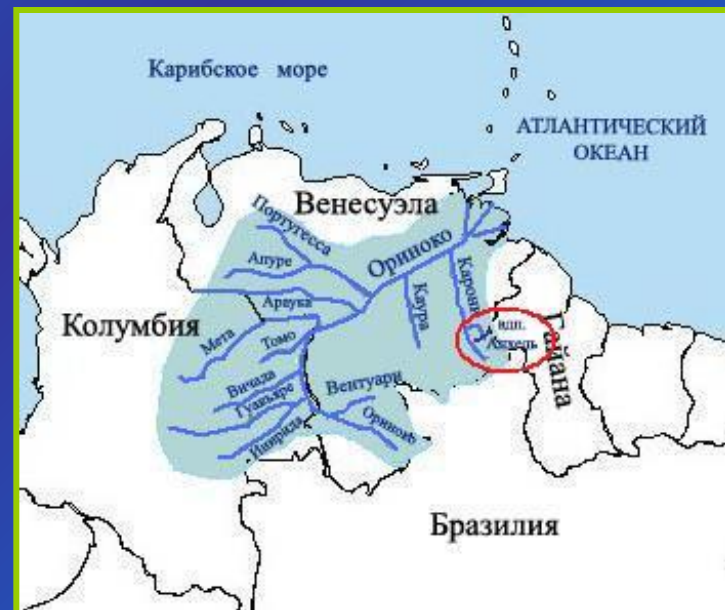 Карибское море
АТЛАНТИЧЕСКИЙ
ОКЕАН
Венесуэла
Португесса
Ориноко
Апуре
Карони
Араука
Каура
Колумбия
Мета
Томо
вдп.
Анхель
Гайана
Вичада
Вентуари
Гуавьяре
Ориноко
Инирида
Бразилия